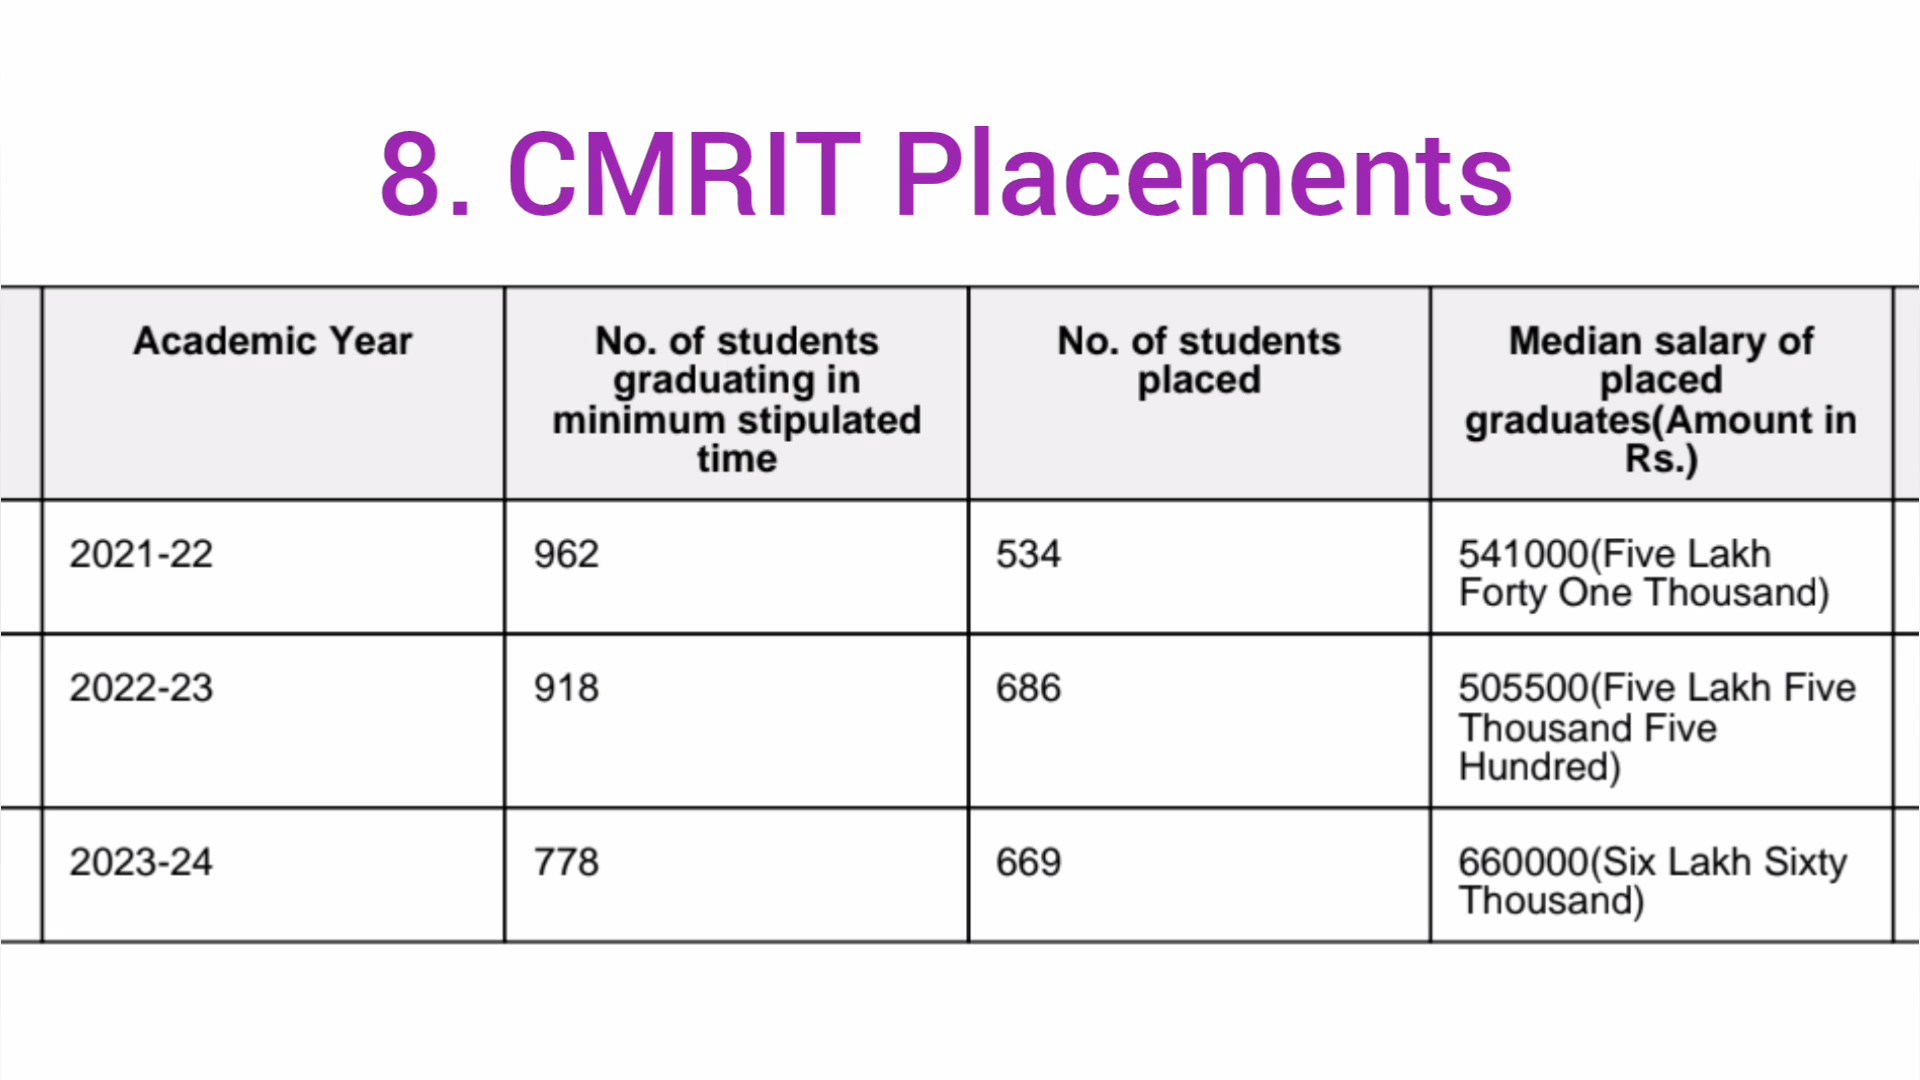 8. CMRIT Placements
Academic Year
No. of students
graduating in
minimum stipulated
time
No. of students
placed
Median salary of
placed
graduates(Amount in
Rs.)
2021-22
962
534
541000(Five Lakh
Forty One Thousand)
2022-23
918
686
505500(Five Lakh Five
Thousand Five
Hundred)
2023-24
778
669
660000(Six Lakh Sixty
Thousand)